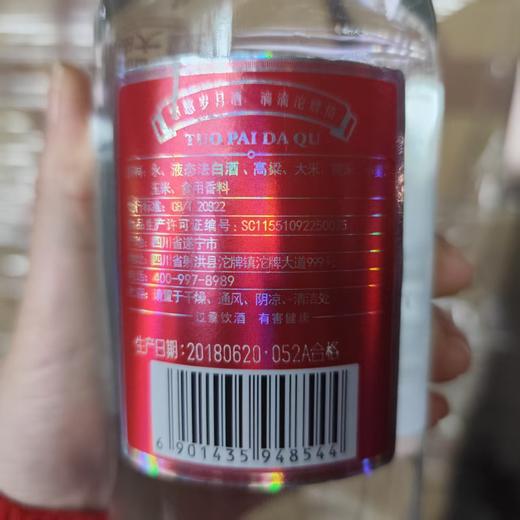 悠悠岁月酒 滴滴沱牌情
TUO PAI DA QU
水、液态法白酒、高粱、大米、
玉米、食用香料
GB/T 20822
生产许可证编号：SC11551092250035
四川省遂宁市
四川省射洪县沱牌镇沱牌大道999号
400-997-8989
请置于干燥、通风、阴凉、清洁处
过量饮酒 有害健康
生产日期：20180620 052A合格
6 901435 948544